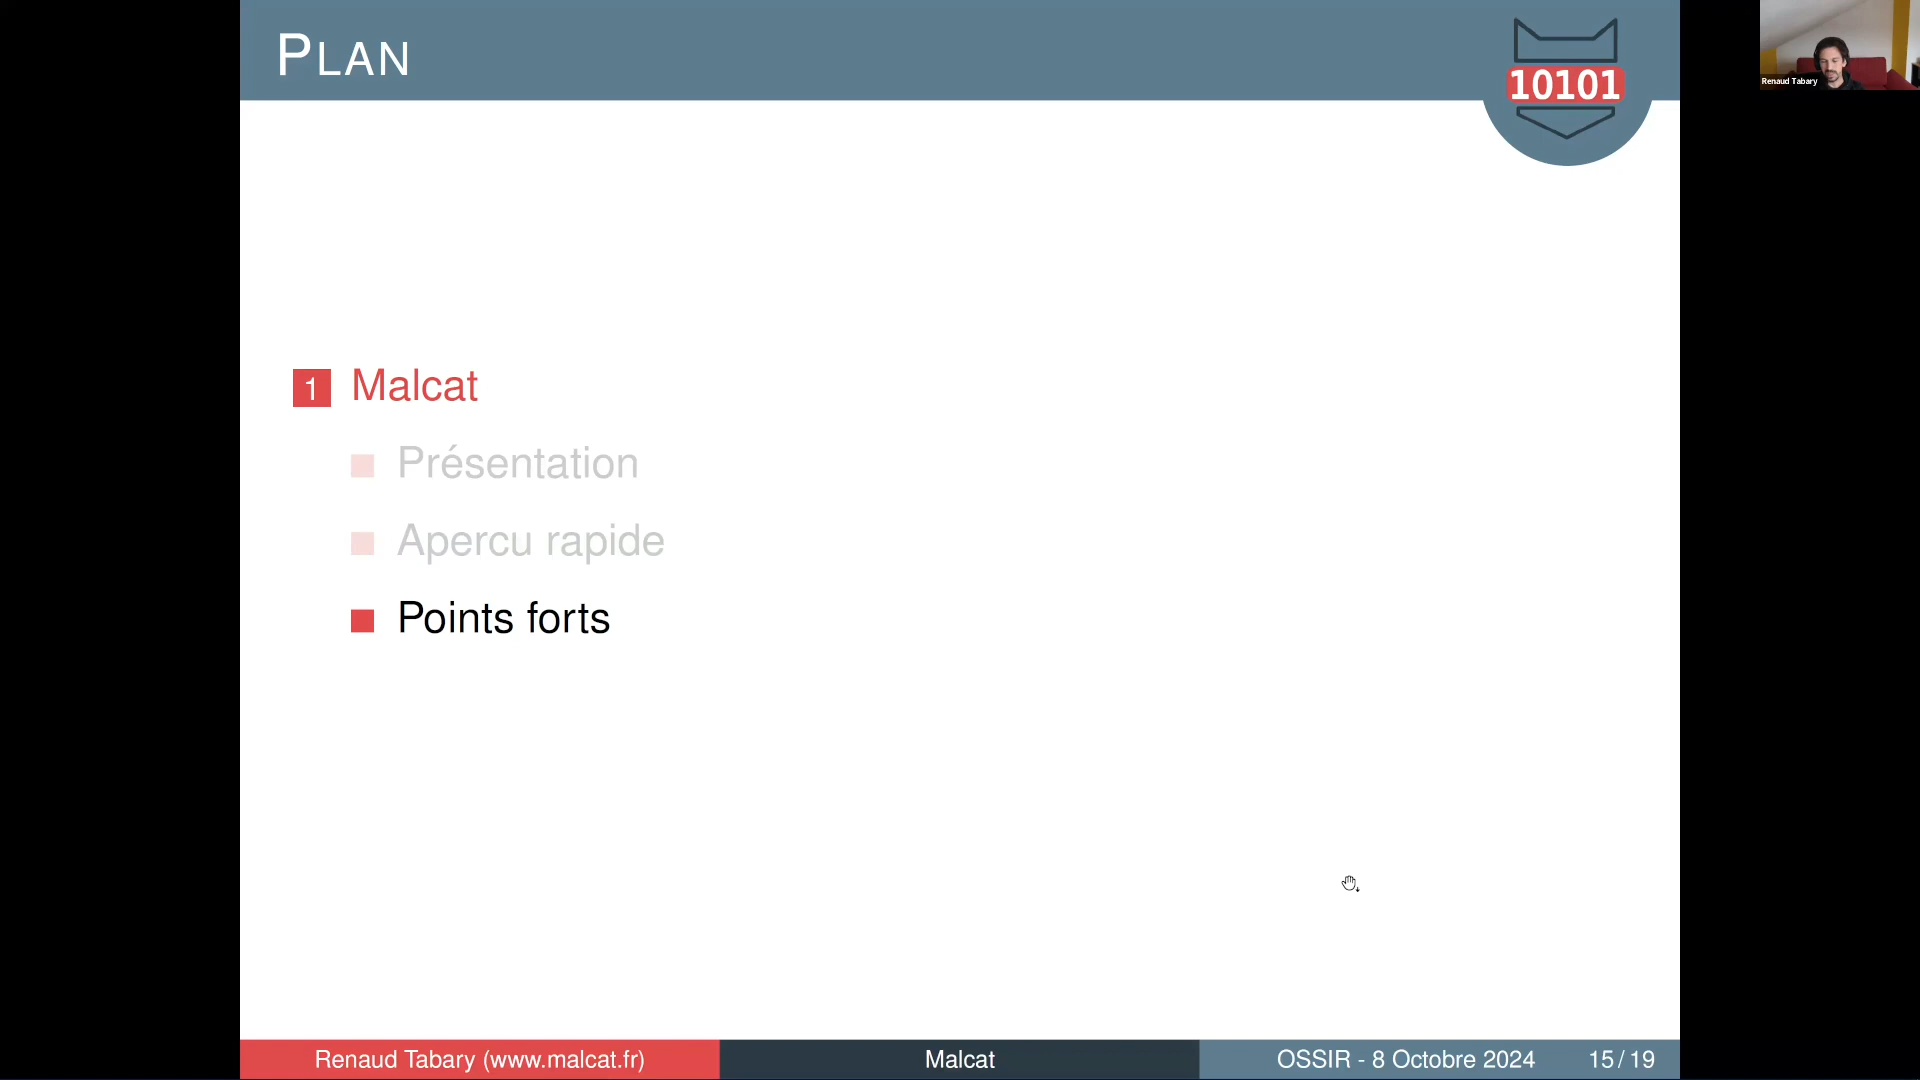 PLAN
10101
Renaud Tabary
1 Malcat
Présentation
Apercu rapide
Points forts
Renaud Tabary (www.malcat.fr)
Malcat
OSSIR - 8 Octobre 2024
15 / 19